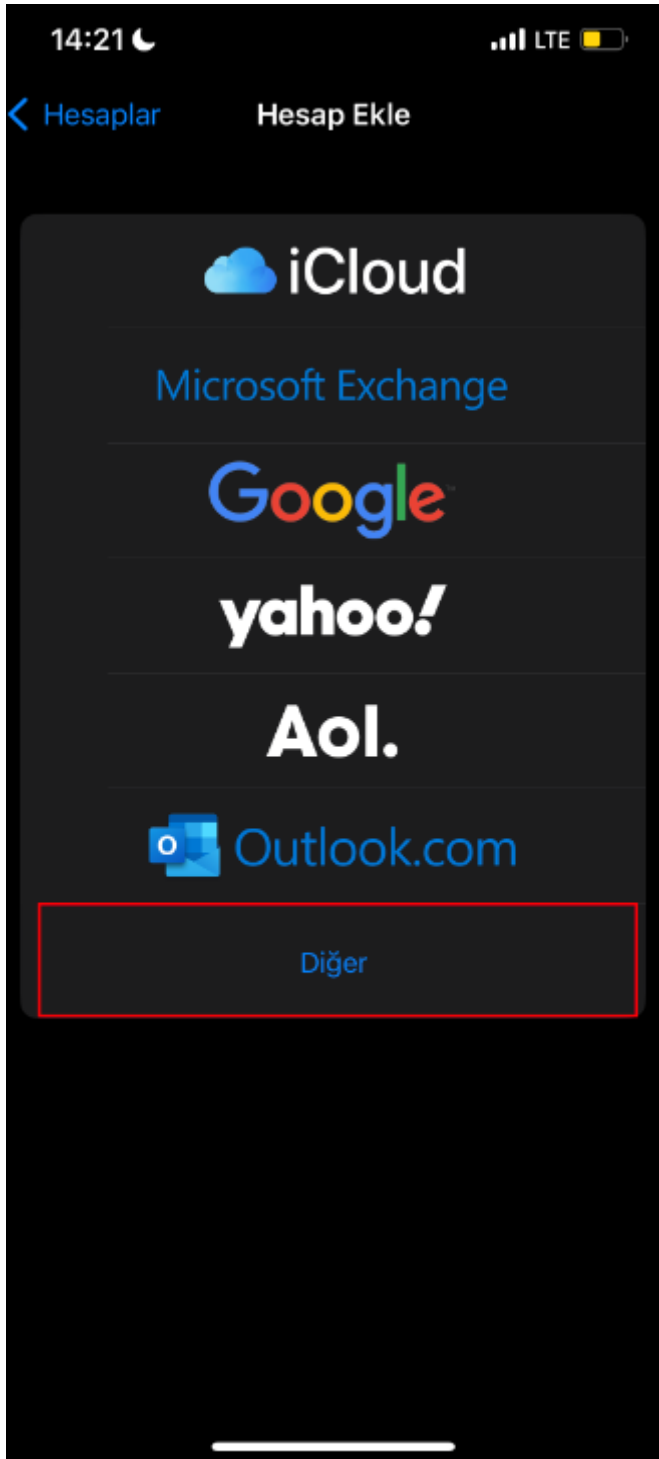 14:21 LTE
Hesaplar Hesap Ekle
iCloud
Microsoft Exchange
Google
yahoo!
Aol.
Outlook.com
Diğer